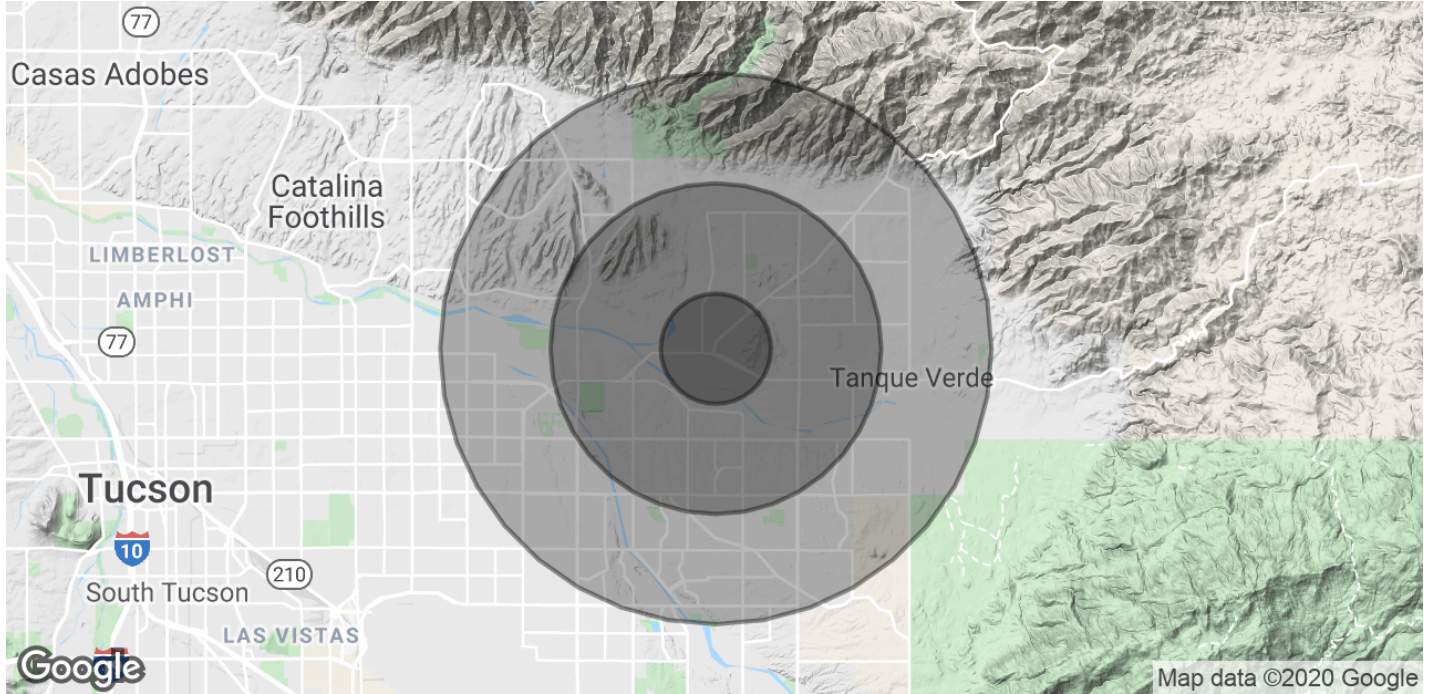 77
Casas Adobes
Catalina
Foothills
LIMBERLOST
AMPHI
77
Tanque Verde
Tucson
10
210
South Tucson
LAS VISTAS
Google
Map data ©2020 Google